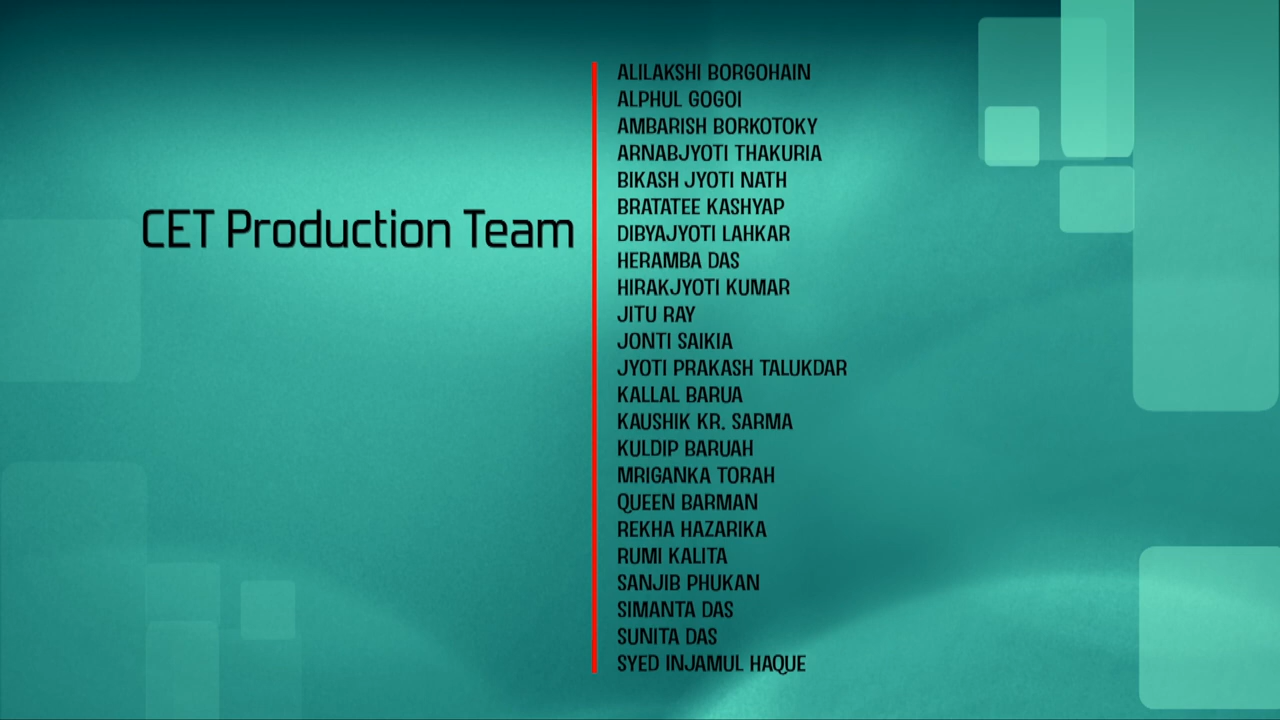 CET Production Team
ALILAKSHI BORGOHAIN
ALPHUL GOGOI
AMBARISH BORKOTOKY
ARNABJYOTI THAKURIA
BIKASH JYOTI NATH
BRATATEE KASHYAP
DIBYAJYOTI LAHKAR
HERAMBA DAS
HIRAKJYOTI KUMAR
JITU RAY
JONTI SAIKIA
JYOTI PRAKASH TALUKDAR
KALLAL BARUA
KAUSHIK KR. SARMA
KULDIP BARUAH
MRIGANKA TORAH
QUEEN BARMAN
REKHA HAZARIKA
RUMI KALITA
SANJIB PHUKAN
SIMANTA DAS
SUNITA DAS
SYED INJAMUL HAQUE